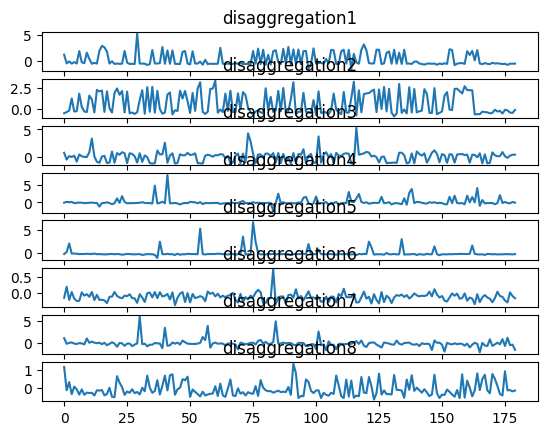 disaggregation1
5
0
disaggregation2
2.5
0.0
disaggregation3
5
0
disaggregation4
5
0
disaggregation5
5
0
disaggregation6
0.5
0.0
disaggregation7
5
0
disaggregation8
1
0
0 25 50 75 100 125 150 175